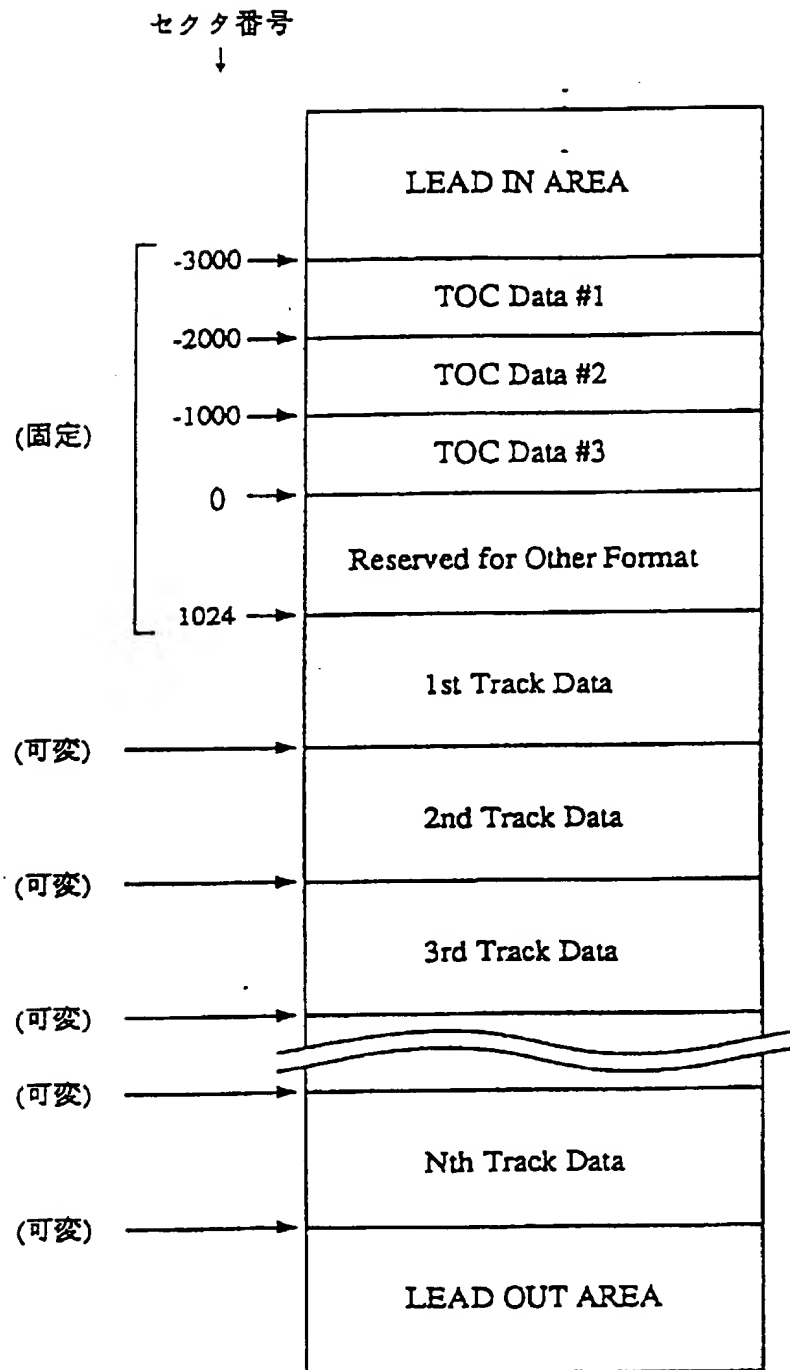 セクタ番号
↓
LEAD IN AREA
-3000
TOC Data #1
-2000
TOC Data #2
-1000
(固定)
TOC Data #3
0
Reserved for Other Format
1024
1st Track Data
(可変)
2nd Track Data
(可変)
3rd Track Data
(可変)
(可変)
Nth Track Data
(可変)
LEAD OUT AREA